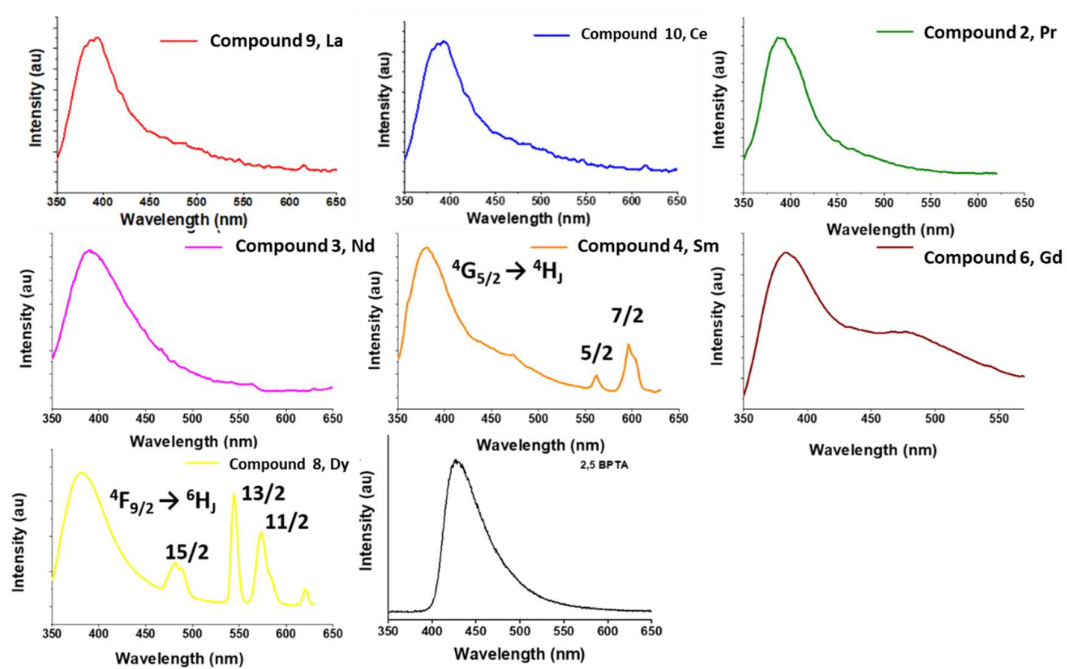 Compound 9, La
Intensity (au)
350 400 450 500 550 600 650
Wavelength (nm)
Compound 10, Ce
Intensity (au)
350 400 450 500 550 600 650
Wavelength (nm)
Compound 2, Pr
Intensity (au)
350 400 450 500 550 600 650
Wavelength (nm)
Compound 3, Nd
Intensity (au)
350 400 450 500 550 600 650
Wavelength (nm)
Compound 4, Sm
⁴G₅/₂ → ⁴HJ
7/2
5/2
Intensity (au)
350 400 450 500 550 600 650
Wavelength (nm)
Compound 6, Gd
Intensity (au)
350 400 450 500 550
Wavelength (nm)
Compound 8, Dy
⁴F₉/₂ → ⁶HJ
13/2
11/2
15/2
Intensity (au)
350 400 450 500 550 600 650
Wavelength (nm)
2,5 BPTA
Intensity (au)
350 400 450 500 550 600 650
Wavelength (nm)